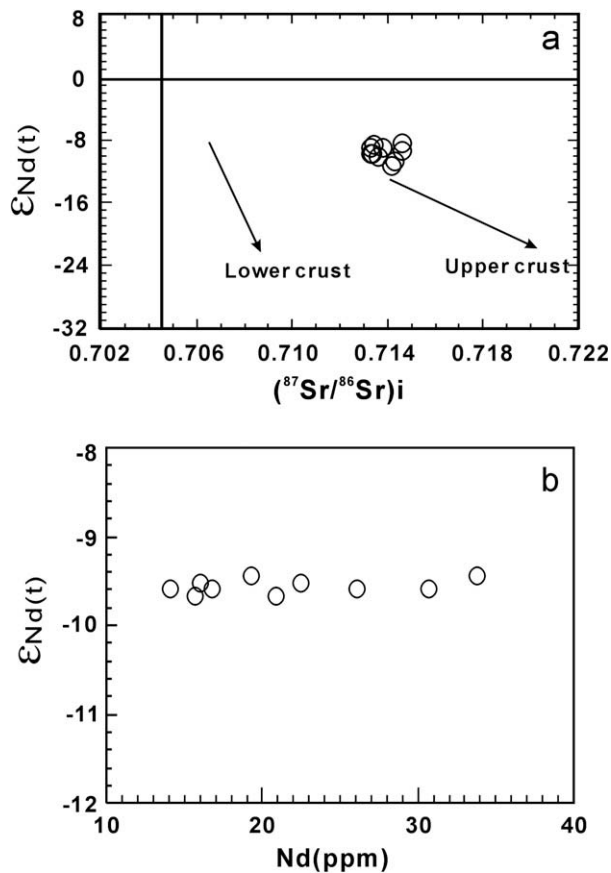 a
8
0
-8
-16
-24
-32
εNd(t)
Lower crust
Upper crust
0.702 0.706 0.710 0.714 0.718 0.722
(⁸⁷Sr/⁸⁶Sr)i
b
-8
-9
-10
-11
-12
εNd(t)
10 20 30 40
Nd(ppm)